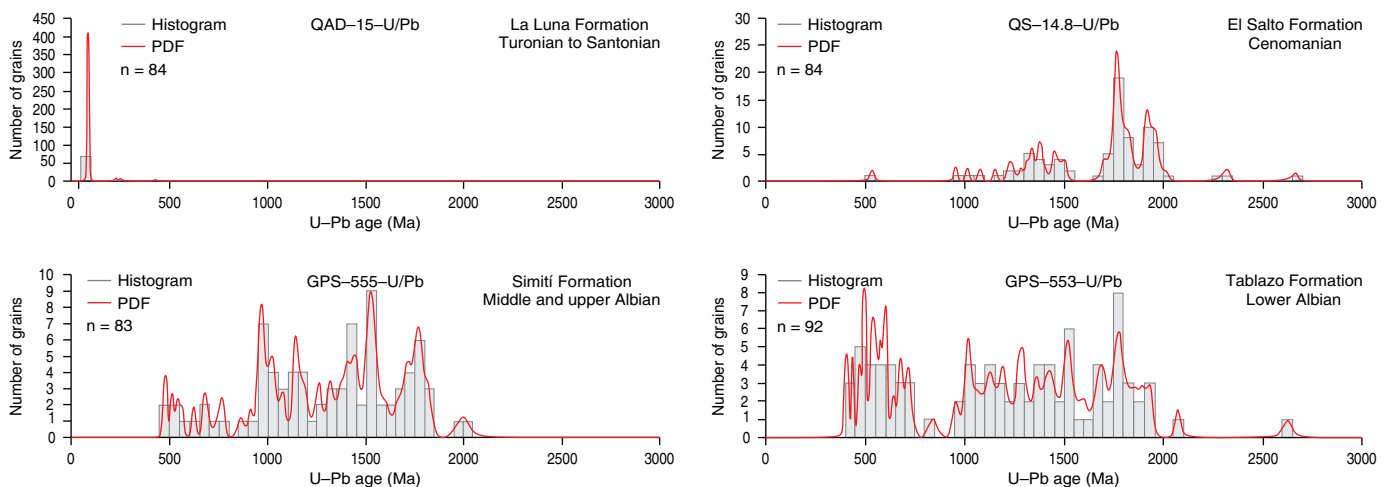 QAD–15–U/Pb
La Luna Formation
Turonian to Santonian
Histogram
PDF
n = 84
Number of grains
450
400
350
300
250
200
150
100
50
0
0 500 1000 1500 2000 2500 3000
U–Pb age (Ma)
QS–14.8–U/Pb
El Salto Formation
Cenomanian
Histogram
PDF
n = 84
Number of grains
30
25
20
15
10
5
0
0 500 1000 1500 2000 2500 3000
U–Pb age (Ma)
GPS–555–U/Pb
Simití Formation
Middle and upper Albian
Histogram
PDF
n = 83
Number of grains
10
9
8
7
6
5
4
3
2
1
0
0 500 1000 1500 2000 2500 3000
U–Pb age (Ma)
GPS–553–U/Pb
Tablazo Formation
Lower Albian
Histogram
PDF
n = 92
Number of grains
9
8
7
6
5
4
3
2
1
0
0 500 1000 1500 2000 2500 3000
U–Pb age (Ma)